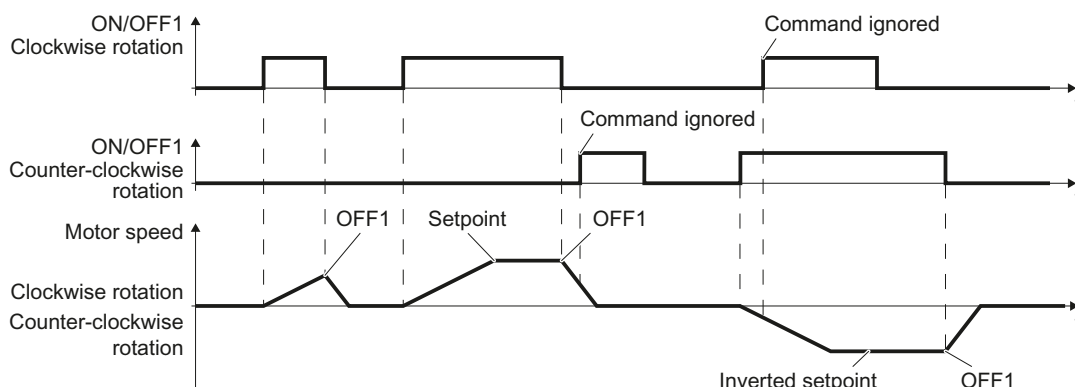 ON/OFF1
Clockwise rotation
Command ignored
ON/OFF1
Counter-clockwise
rotation
Command ignored
Motor speed
OFF1
Setpoint
OFF1
Clockwise rotation
Counter-clockwise
rotation
Inverted setpoint
OFF1